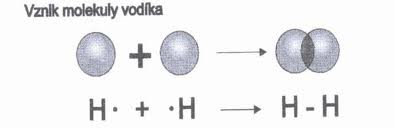 Vznik molekuly vodíka
+
H· + ·H → H - H